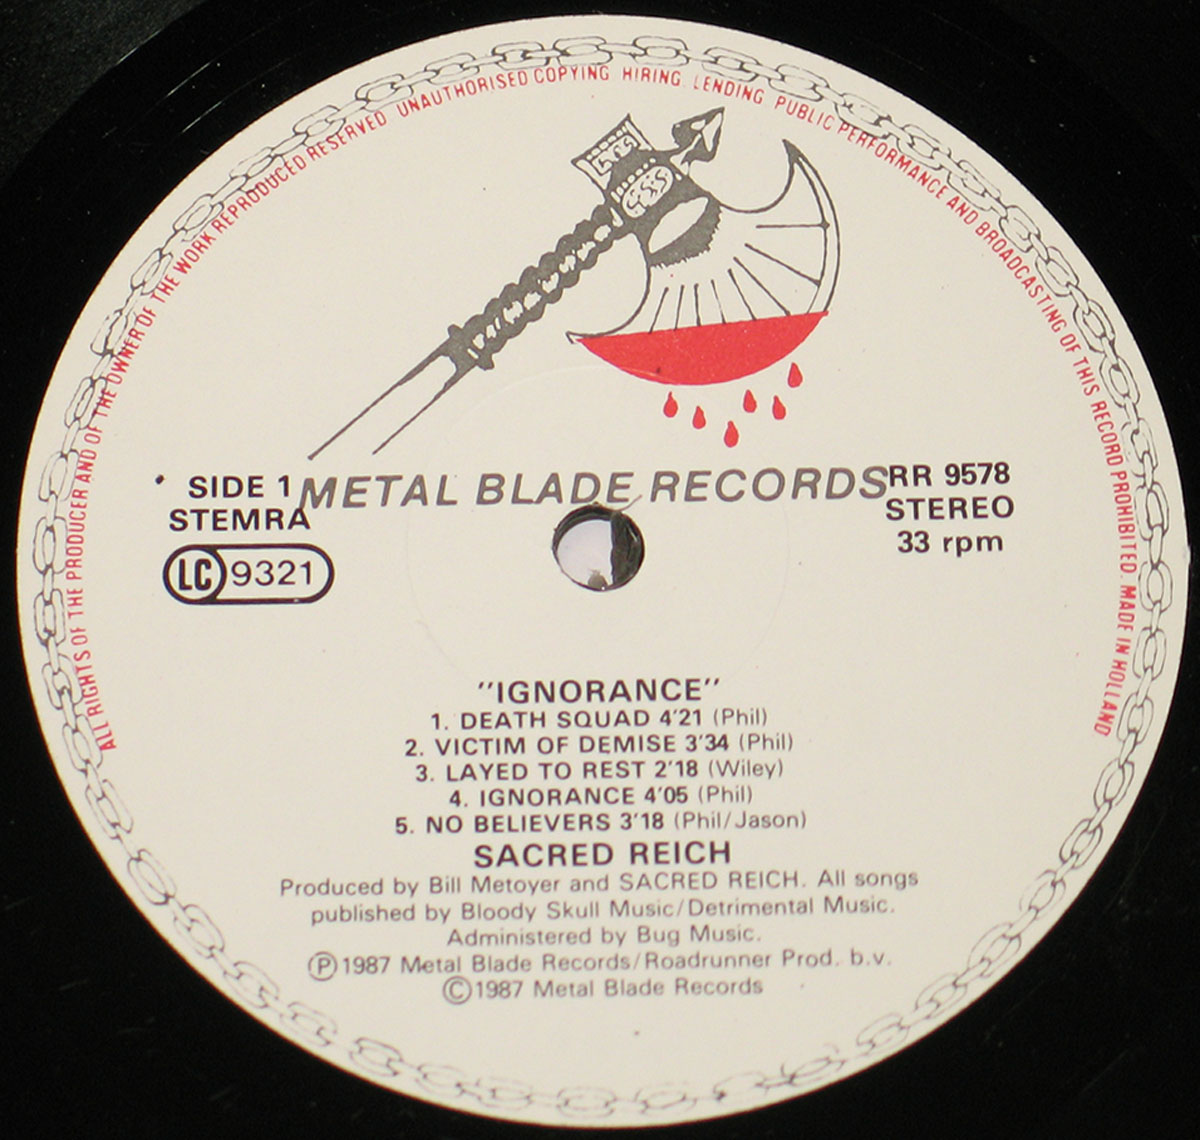 ALL RIGHTS OF THE PRODUCER AND OF THE OWNER OF THE WORK REPRODUCED RESERVED UNAUTHORISED COPYING HIRING LENDING PUBLIC PERFORMANCE AND BROADCASTING OF THIS RECORD PROHIBITED. MADE IN HOLLAND
METAL BLADE RECORDS
SIDE 1
STEMRA
LC 9321
RR 9578
STEREO
33 rpm
"IGNORANCE"
1. DEATH SQUAD 4'21 (Phil)
2. VICTIM OF DEMISE 3'34 (Phil)
3. LAYED TO REST 2'18 (Wiley)
4. IGNORANCE 4'05 (Phil)
5. NO BELIEVERS 3'18 (Phil/Jason)
SACRED REICH
Produced by Bill Metoyer and SACRED REICH. All songs
published by Bloody Skull Music/Detrimental Music.
Administered by Bug Music.
Ⓟ1987 Metal Blade Records/Roadrunner Prod. b.v.
©1987 Metal Blade Records